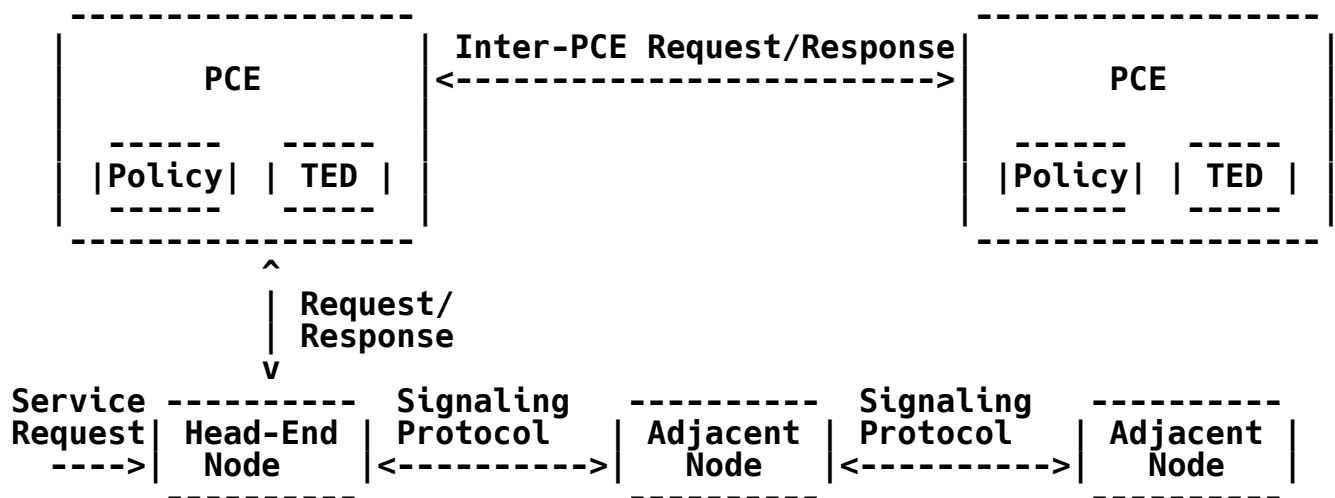 Inter-PCE Request/Response
PCE PCE
Policy TED Policy TED
Request/
Response
Service Signaling Signaling
Request Head-End Protocol Adjacent Protocol Adjacent
Node Node Node